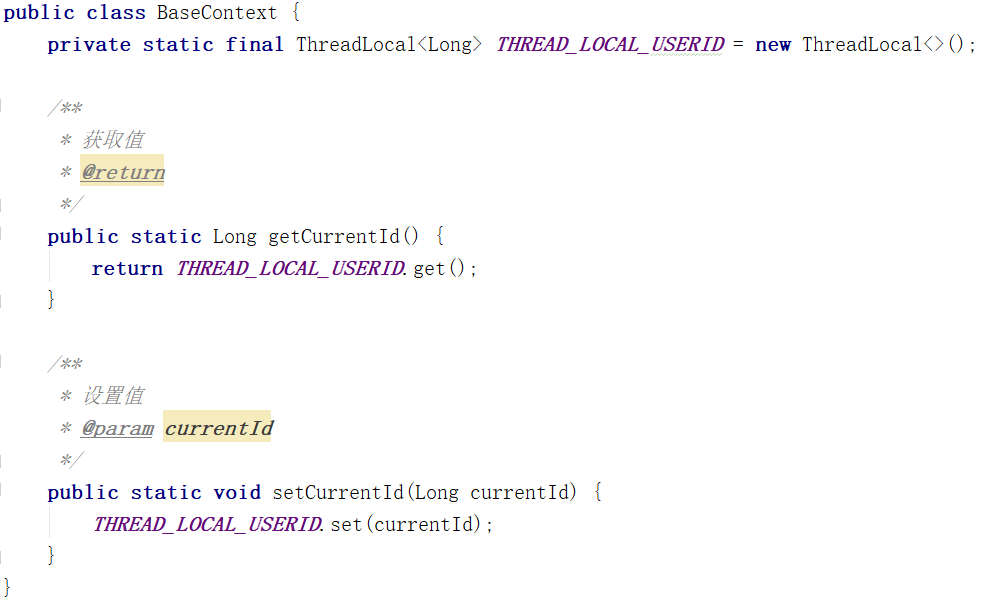 public class BaseContext {
    private static final ThreadLocal<Long> THREAD_LOCAL_USERID = new ThreadLocal<>();

    /**
     * 获取值
     * @return
     */
    public static Long getCurrentId() {
        return THREAD_LOCAL_USERID.get();
    }

    /**
     * 设置值
     * @param currentId
     */
    public static void setCurrentId(Long currentId) {
        THREAD_LOCAL_USERID.set(currentId);
    }
}